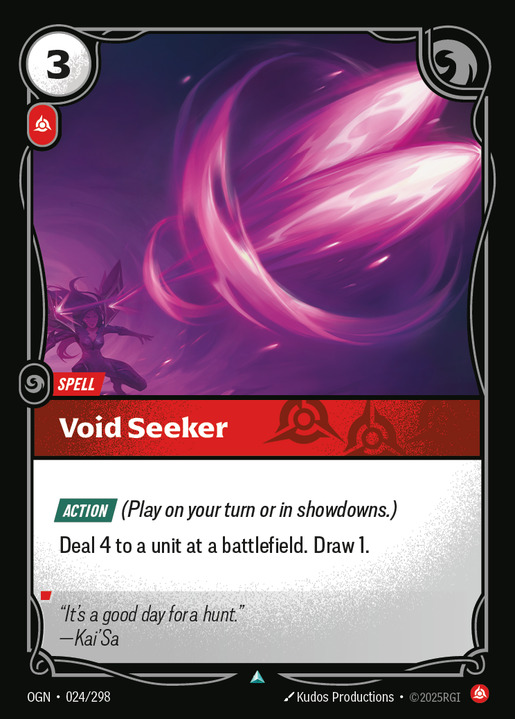 3
SPELL
Void Seeker
ACTION (Play on your turn or in showdowns.)
Deal 4 to a unit at a battlefield. Draw 1.
“It’s a good day for a hunt.”
—Kai’Sa
OGN • 024/298
Kudos Productions • ©2025RGI